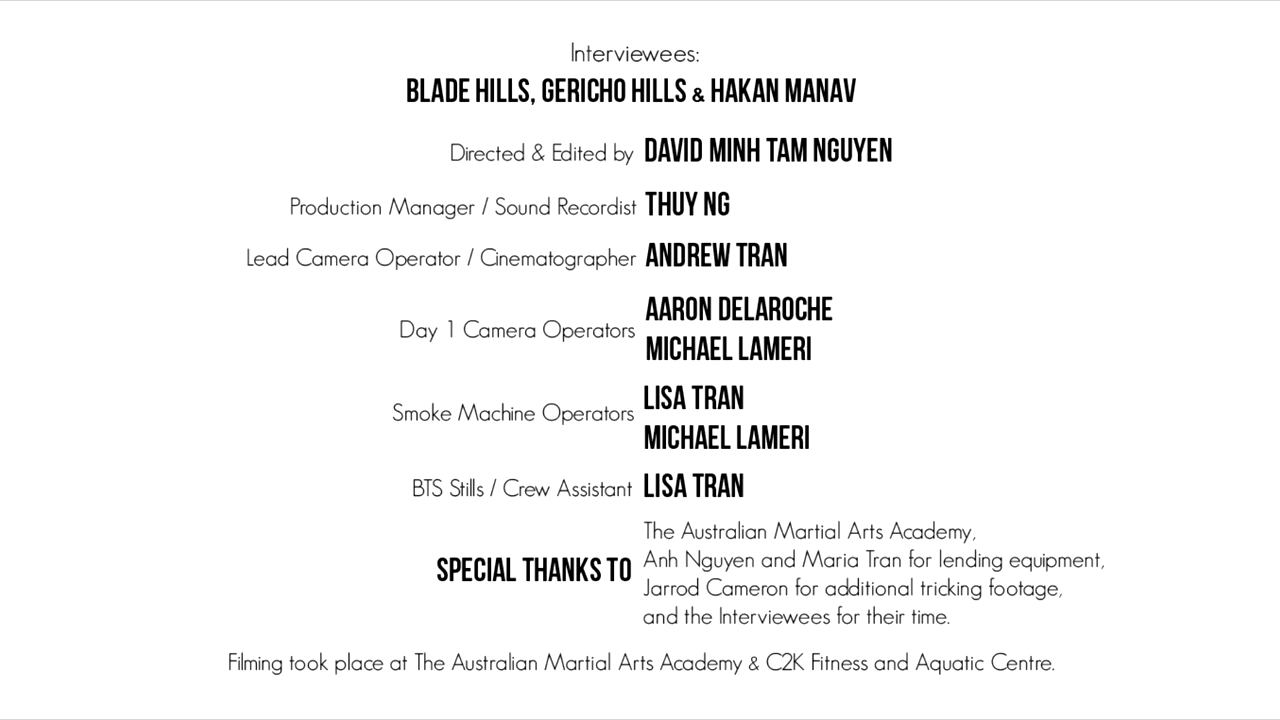 Interviewees:
BLADE HILLS, GERICHO HILLS & HAKAN MANAV
Directed & Edited by DAVID MINH TAM NGUYEN
Production Manager / Sound Recordist THUY NG
Lead Camera Operator / Cinematographer ANDREW TRAN
Day 1 Camera Operators AARON DELAROCHE
MICHAEL LAMERI
Smoke Machine Operators LISA TRAN
MICHAEL LAMERI
BTS Stills / Crew Assistant LISA TRAN
SPECIAL THANKS TO The Australian Martial Arts Academy,
Anh Nguyen and Maria Tran for lending equipment,
Jarrod Cameron for additional tricking footage,
and the Interviewees for their time.
Filming took place at The Australian Martial Arts Academy & C2K Fitness and Aquatic Centre.